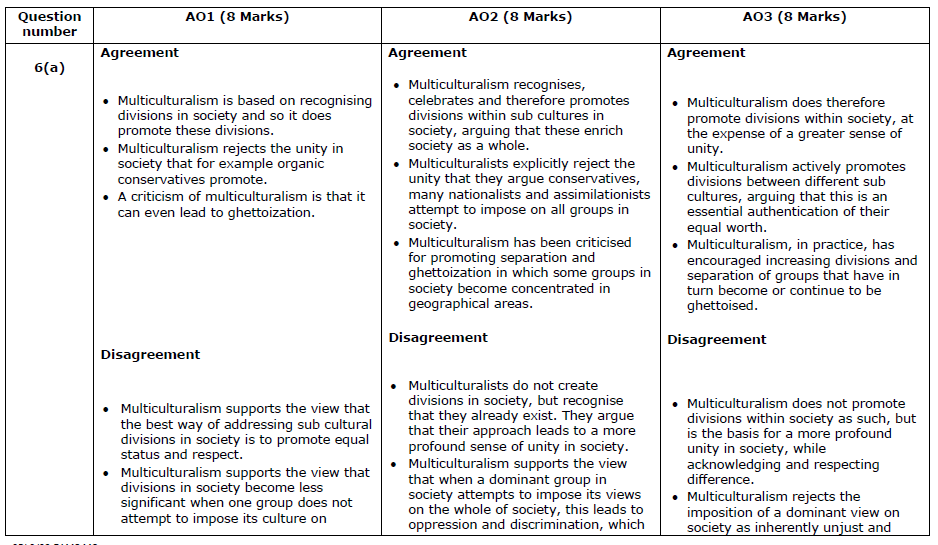 Question number
AO1 (8 Marks)
AO2 (8 Marks)
AO3 (8 Marks)
6(a)
Agreement
• Multiculturalism is based on recognising
divisions in society and so it does
promote these divisions.
• Multiculturalism rejects the unity in
society that for example organic
conservatives promote.
• A criticism of multiculturalism is that it
can even lead to ghettoization.
Disagreement
• Multiculturalism supports the view that
the best way of addressing sub cultural
divisions in society is to promote equal
status and respect.
• Multiculturalism supports the view that
divisions in society become less
significant when one group does not
attempt to impose its culture on
Agreement
• Multiculturalism recognises,
celebrates and therefore promotes
divisions within sub cultures in
society, arguing that these enrich
society as a whole.
• Multiculturalists explicitly reject the
unity that they argue conservatives,
many nationalists and assimilationists
attempt to impose on all groups in
society.
• Multiculturalism has been criticised
for promoting separation and
ghettoization in which some groups in
society become concentrated in
geographical areas.
Disagreement
• Multiculturalists do not create
divisions in society, but recognise
that they already exist. They argue
that their approach leads to a more
profound sense of unity in society.
• Multiculturalism supports the view
that when a dominant group in
society attempts to impose its views
on the whole of society, this leads to
oppression and discrimination, which
Agreement
• Multiculturalism does therefore
promote divisions within society, at
the expense of a greater sense of
unity.
• Multiculturalism actively promotes
divisions between different sub
cultures, arguing that this is an
essential authentication of their
equal worth.
• Multiculturalism, in practice, has
encouraged increasing divisions and
separation of groups that have in
turn become or continue to be
ghettoised.
Disagreement
• Multiculturalism does not promote
divisions within society as such, but
is the basis for a more profound
unity in society, while
acknowledging and respecting
difference.
• Multiculturalism rejects the
imposition of a dominant view on
society as inherently unjust and